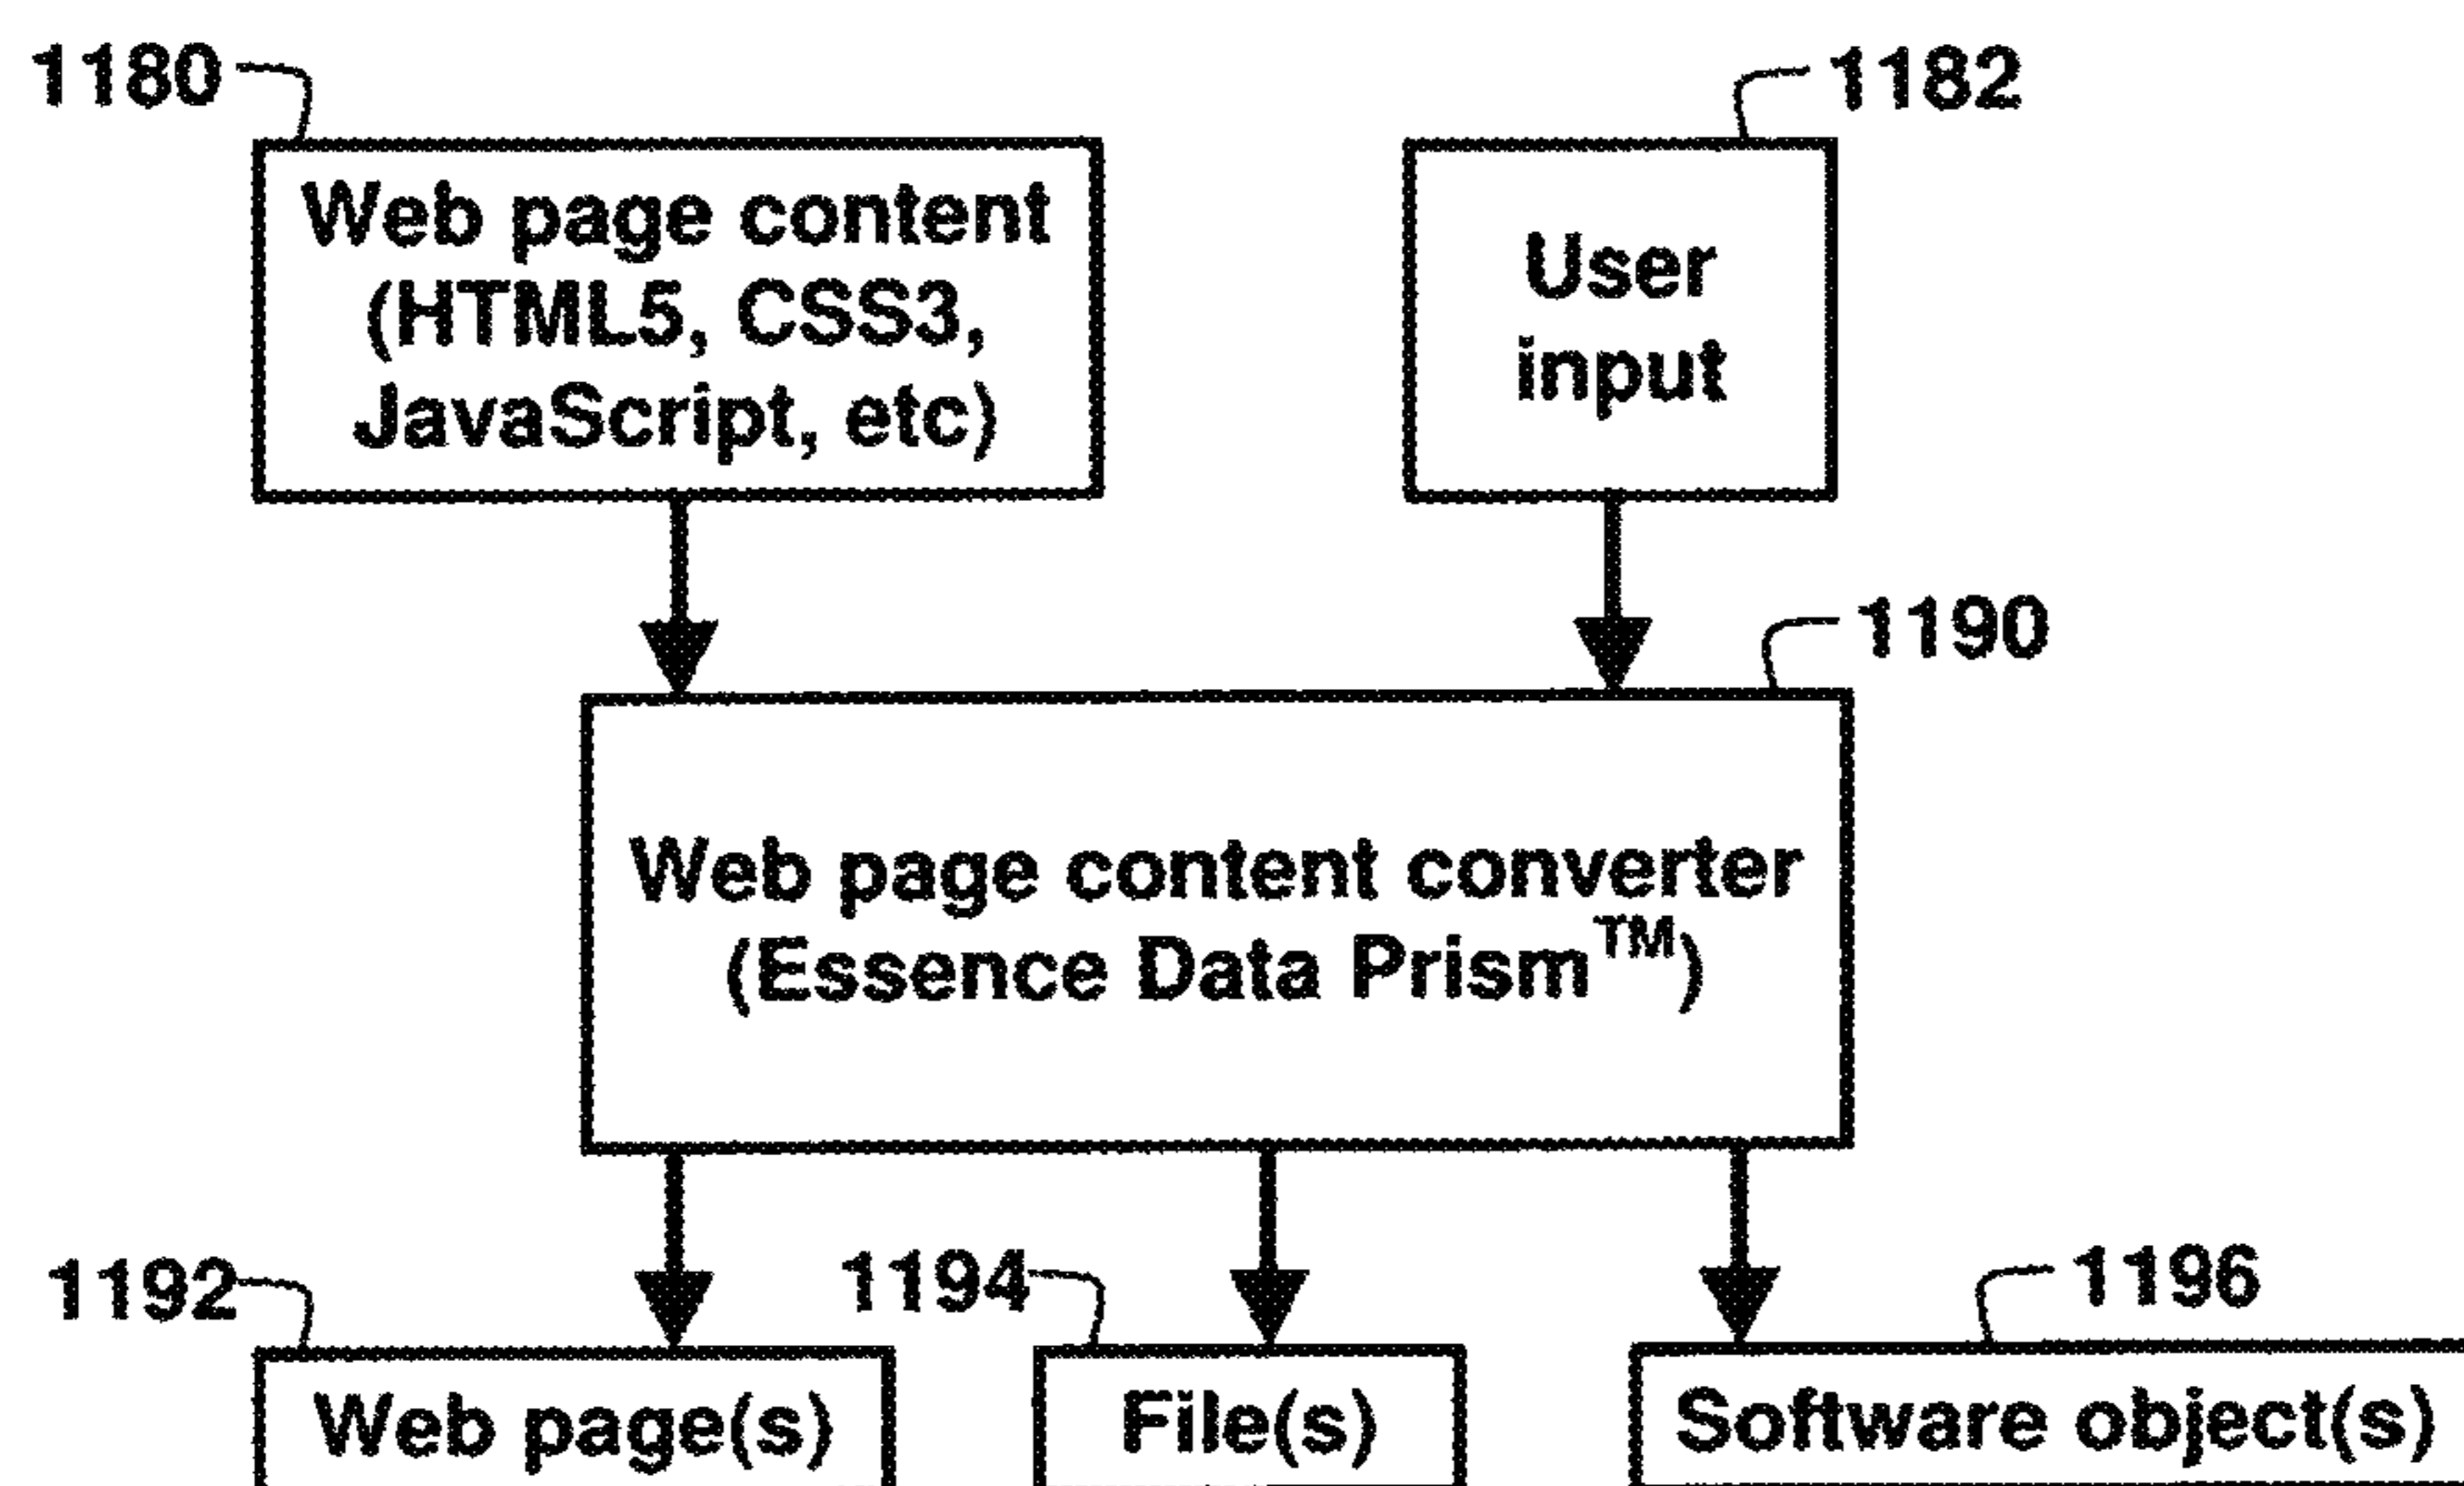 1180
1182
Web page content
(HTML5, CSS3,
JavaScript, etc)
User
input
1190
Web page content converter
(Essence Data Prism™)
1192
1194
1196
Web page(s)
File(s)
Software object(s)